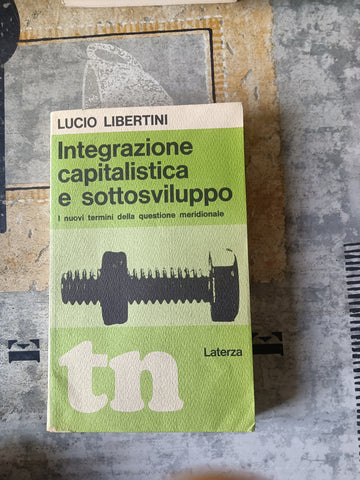 LUCIO LIBERTINI
Integrazione
capitalistica
e sottosviluppo
I nuovi termini della questione meridionale
tn
Laterza